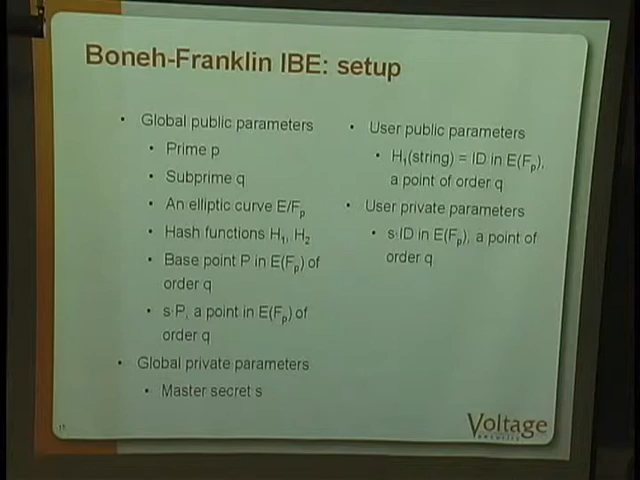 Boneh-Franklin IBE: setup
• Global public parameters
• Prime p
• Subprime q
• An elliptic curve E/Fp
• Hash functions H1, H2
• Base point P in E(Fp) of
order q
• s·P, a point in E(Fp) of
order q
• Global private parameters
• Master secret s
• User public parameters
• H1(string) = ID in E(Fp),
a point of order q
• User private parameters
• s·ID in E(Fp), a point of
order q
Voltage
SECURITY